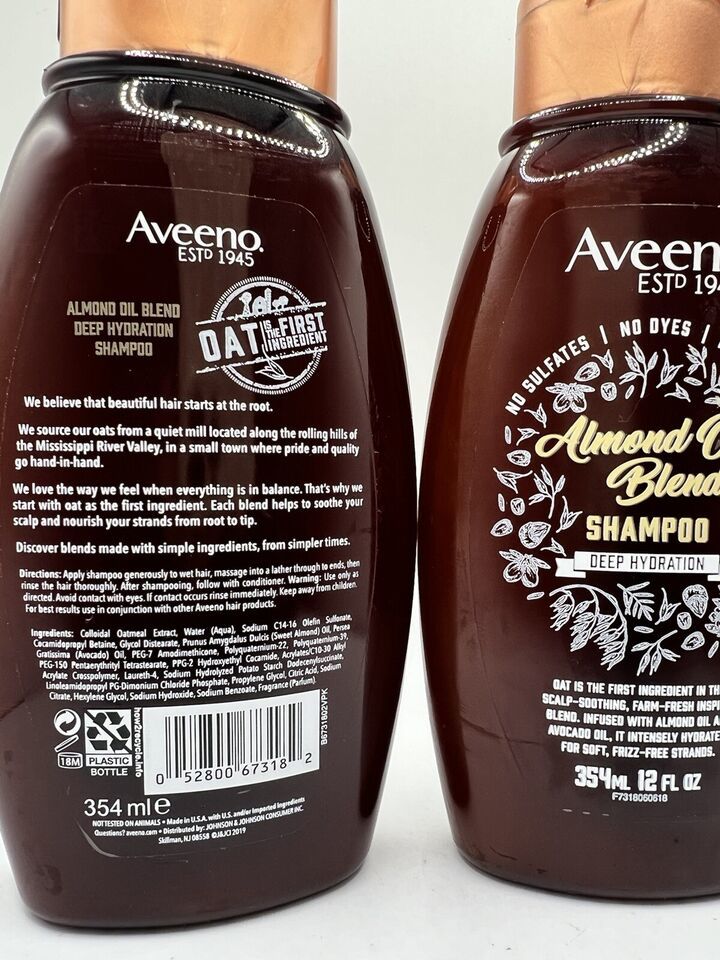 Aveeno.
ESTD 1945
ALMOND OIL BLEND
DEEP HYDRATION
SHAMPOO
OAT IS THE FIRST INGREDIENT
We believe that beautiful hair starts at the root.
We source our oats from a quiet mill located along the rolling hills of
the Mississippi River Valley, in a small town where pride and quality
go hand-in-hand.
We love the way we feel when everything is in balance. That's why we
start with oat as the first ingredient. Each blend helps to soothe your
scalp and nourish your strands from root to tip.
Discover blends made with simple ingredients, from simpler times.
Directions: Apply shampoo generously to wet hair, massage into a lather through to ends, then
rinse the hair thoroughly. After shampooing, follow with conditioner. Warning: Use only as
directed. Avoid contact with eyes. If contact occurs rinse immediately. Keep away from children.
For best results use in conjunction with other Aveeno hair products.
Ingredients: Colloidal Oatmeal Extract, Water (Aqua), Sodium C14-16 Olefin Sulfonate,
Cocamidopropyl Betaine, Glycol Distearate, Prunus Amygdalus Dulcis (Sweet Almond) Oil, Persea
Gratissima (Avocado) Oil, PEG-7 Amodimethicone, Polyquaternium-22, Polyquaternium-39,
PEG-150 Pentaerythrityl Tetrastearate, PPG-2 Hydroxyethyl Cocamide, Acrylates/C10-30 Alkyl
Acrylate Crosspolymer, Laureth-4, Sodium Hydrolyzed Potato Starch Dodecenylsuccinate,
Linoleamidopropyl PG-Dimonium Chloride Phosphate, Propylene Glycol, Citric Acid, Sodium
Citrate, Hexylene Glycol, Sodium Hydroxide, Sodium Benzoate, Fragrance (Parfum).
18M
PLASTIC
BOTTLE
how2recycle.info
0 52800 67318 2
B6731802VPK
354 ml e
NOT TESTED ON ANIMALS • Made in U.S.A. with U.S. and/or Imported Ingredients
Questions? aveeno.com • Distributed by: JOHNSON & JOHNSON CONSUMER INC.
Skillman, NJ 08558 ©J&JCI 2019
Aveen
ESTD 194
NO SULFATES | NO DYES |
Almond O
Blend
SHAMPOO
DEEP HYDRATION
OAT IS THE FIRST INGREDIENT IN THE
SCALP-SOOTHING, FARM-FRESH INSPI
BLEND. INFUSED WITH ALMOND OIL A
AVOCADO OIL, IT INTENSELY HYDRATE
FOR SOFT, FRIZZ-FREE STRANDS.
354ML 12 FL OZ
F7318060618